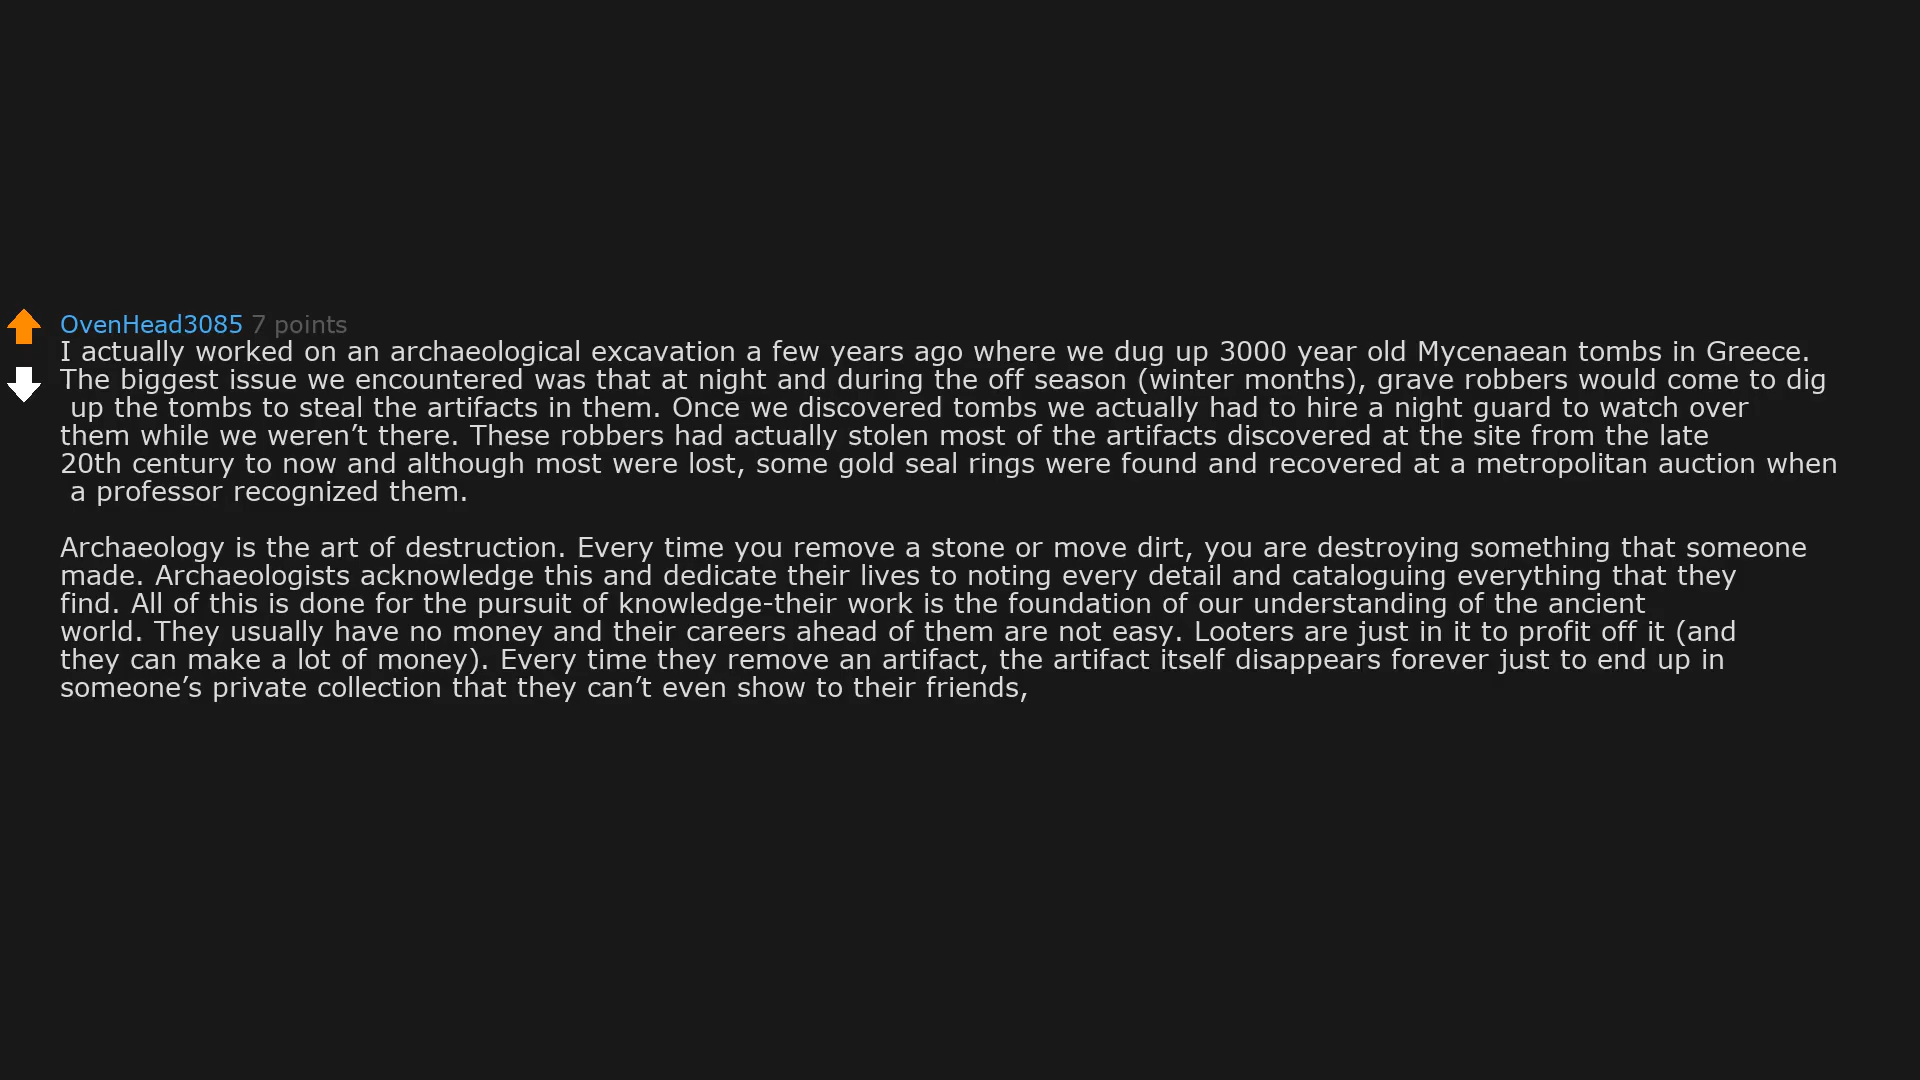 OvenHead3085 7 points
I actually worked on an archaeological excavation a few years ago where we dug up 3000 year old Mycenaean tombs in Greece.
The biggest issue we encountered was that at night and during the off season (winter months), grave robbers would come to dig
up the tombs to steal the artifacts in them. Once we discovered tombs we actually had to hire a night guard to watch over
them while we weren’t there. These robbers had actually stolen most of the artifacts discovered at the site from the late
20th century to now and although most were lost, some gold seal rings were found and recovered at a metropolitan auction when
a professor recognized them.
Archaeology is the art of destruction. Every time you remove a stone or move dirt, you are destroying something that someone
made. Archaeologists acknowledge this and dedicate their lives to noting every detail and cataloguing everything that they
find. All of this is done for the pursuit of knowledge-their work is the foundation of our understanding of the ancient
world. They usually have no money and their careers ahead of them are not easy. Looters are just in it to profit off it (and
they can make a lot of money). Every time they remove an artifact, the artifact itself disappears forever just to end up in
someone’s private collection that they can’t even show to their friends,